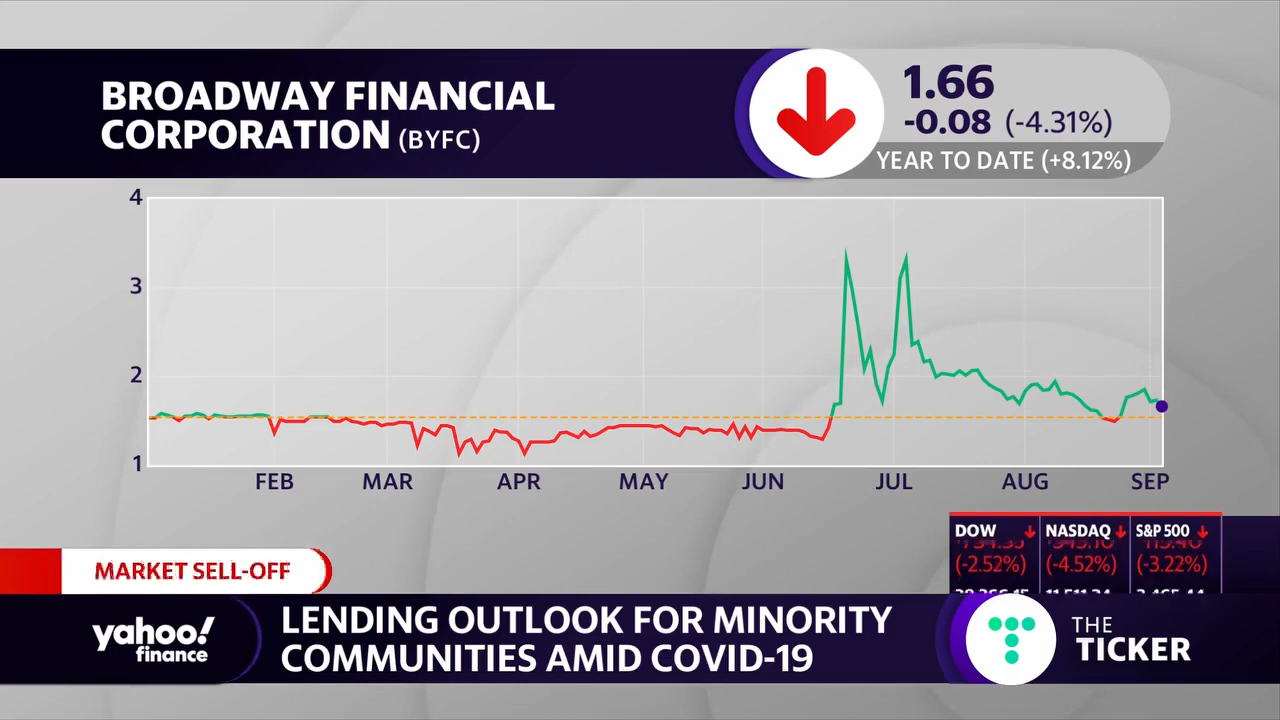 BROADWAY FINANCIAL
CORPORATION (BYFC)
1.66
-0.08 (-4.31%)
YEAR TO DATE (+8.12%)
4
3
2
1
FEB MAR APR MAY JUN JUL AUG SEP
DOW NASDAQ S&P 500
(-2.52%) (-4.52%) (-3.22%)
MARKET SELL-OFF
yahoo!
finance
LENDING OUTLOOK FOR MINORITY
COMMUNITIES AMID COVID-19
THE
TICKER